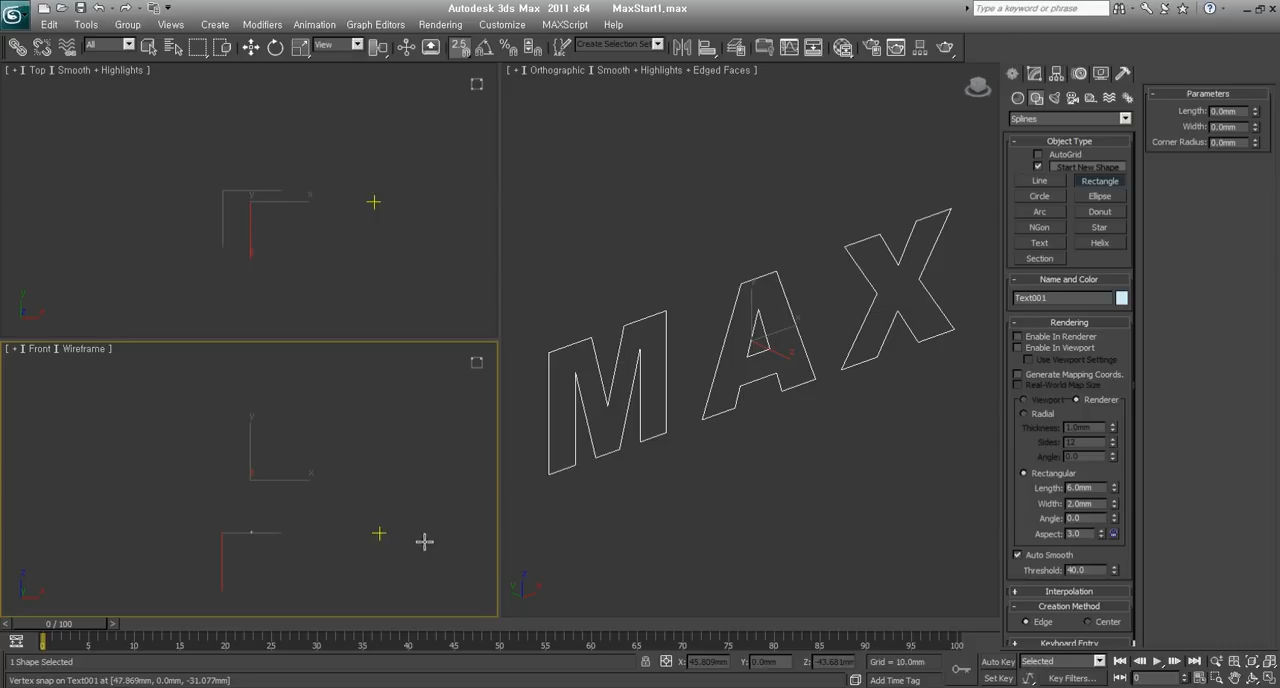 Autodesk 3ds Max 2011 x64 MaxStart1.max
Type a keyword or phrase
Edit Tools Group Views Create Modifiers Animation Graph Editors Rendering Customize MAXScript Help
All View 2.5 Create Selection Set
[ + ] Top ] Smooth + Highlights ]
[ + ] Orthographic ] Smooth + Highlights + Edged Faces ]
[ + ] Front ] Wireframe ]
y x
y x
y x
z x
MAX
Splines
- Object Type
AutoGrid
Start New Shape
Line Rectangle
Circle Ellipse
Arc Donut
NGon Star
Text Helix
Section
- Name and Color
Text001
- Rendering
Enable In Renderer
Enable In Viewport
Use Viewport Settings
Generate Mapping Coords.
Real-World Map Size
Viewport Renderer
Radial
Thickness: 1.0mm
Sides: 12
Angle: 0.0
Rectangular
Length: 6.0mm
Width: 2.0mm
Angle: 0.0
Aspect: 3.0
Auto Smooth
Threshold: 40.0
+ Interpolation
- Creation Method
Edge Center
+ Keyboard Entry
- Parameters
Length: 0.0mm
Width: 0.0mm
Corner Radius: 0.0mm
< 0 / 100 >
0 5 10 15 20 25 30 35 40 45 50 55 60 65 70 75 80 85 90 95 100
1 Shape Selected X: 45.809mm Y: 0.0mm Z: -43.681mm Grid = 10.0mm Auto Key Selected
Vertex snap on Text001 at [47.869mm, 0.0mm, -31.077mm] Add Time Tag Set Key Key Filters... 0